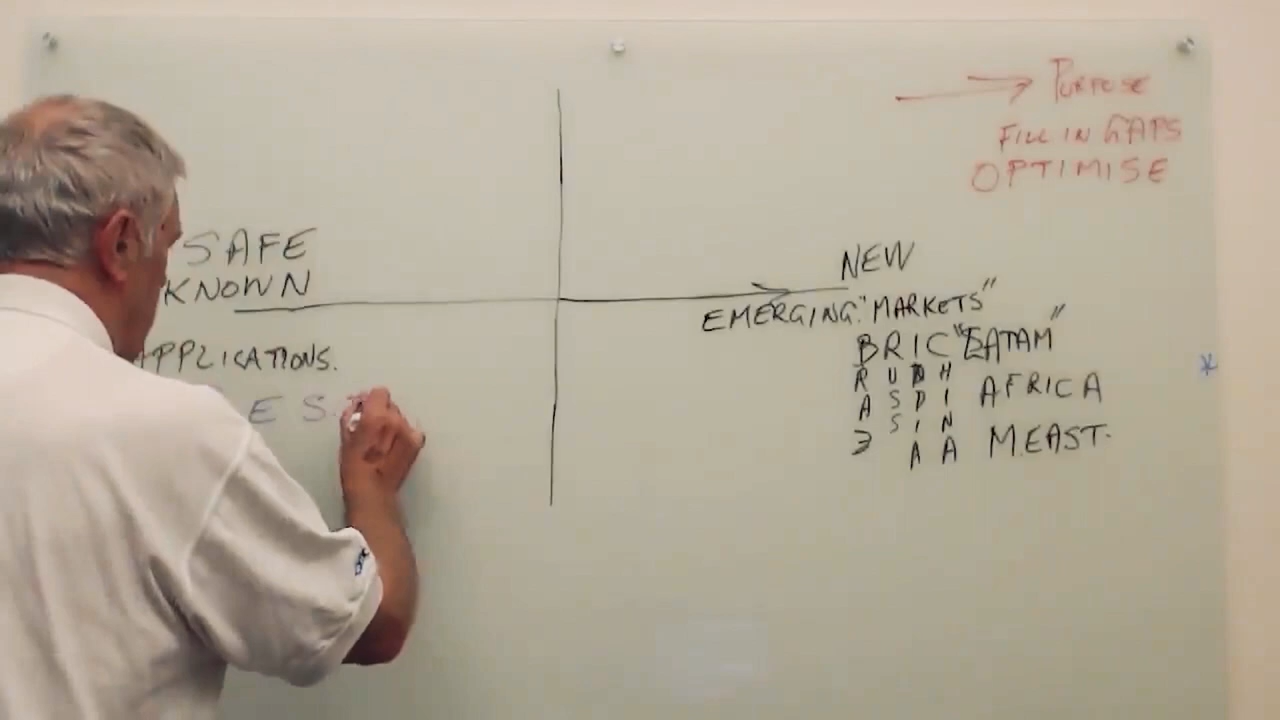 PURPOSE
FILL IN GAPS
OPTIMISE
SAFE
KNOWN
NEW
EMERGING "MARKETS"
BRIC "LATAM"
AFRICA
M.EAST.
APPLICATIONS.